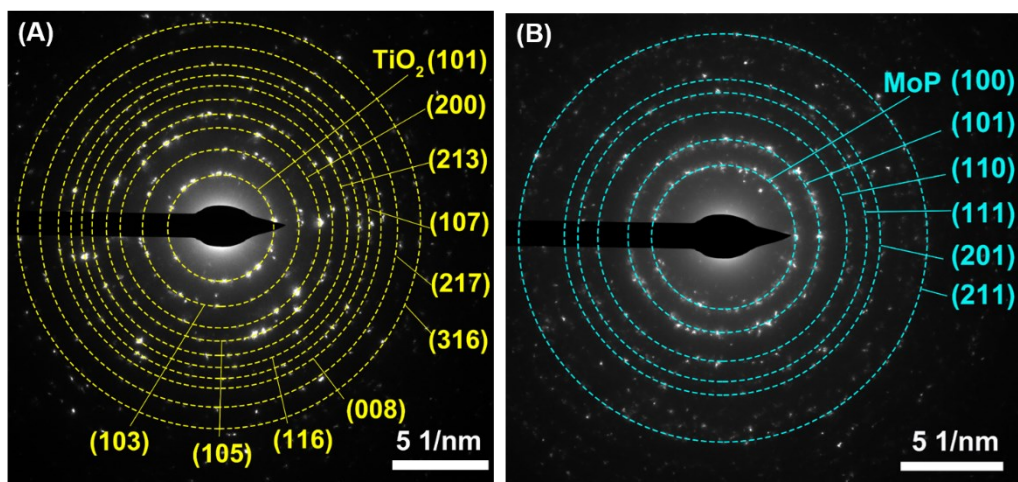 (A)
TiO2 (101)
(200)
(213)
(107)
(217)
(316)
(008)
(116)
(105)
(103)
5 1/nm
(B)
MoP (100)
(101)
(110)
(111)
(201)
(211)
5 1/nm